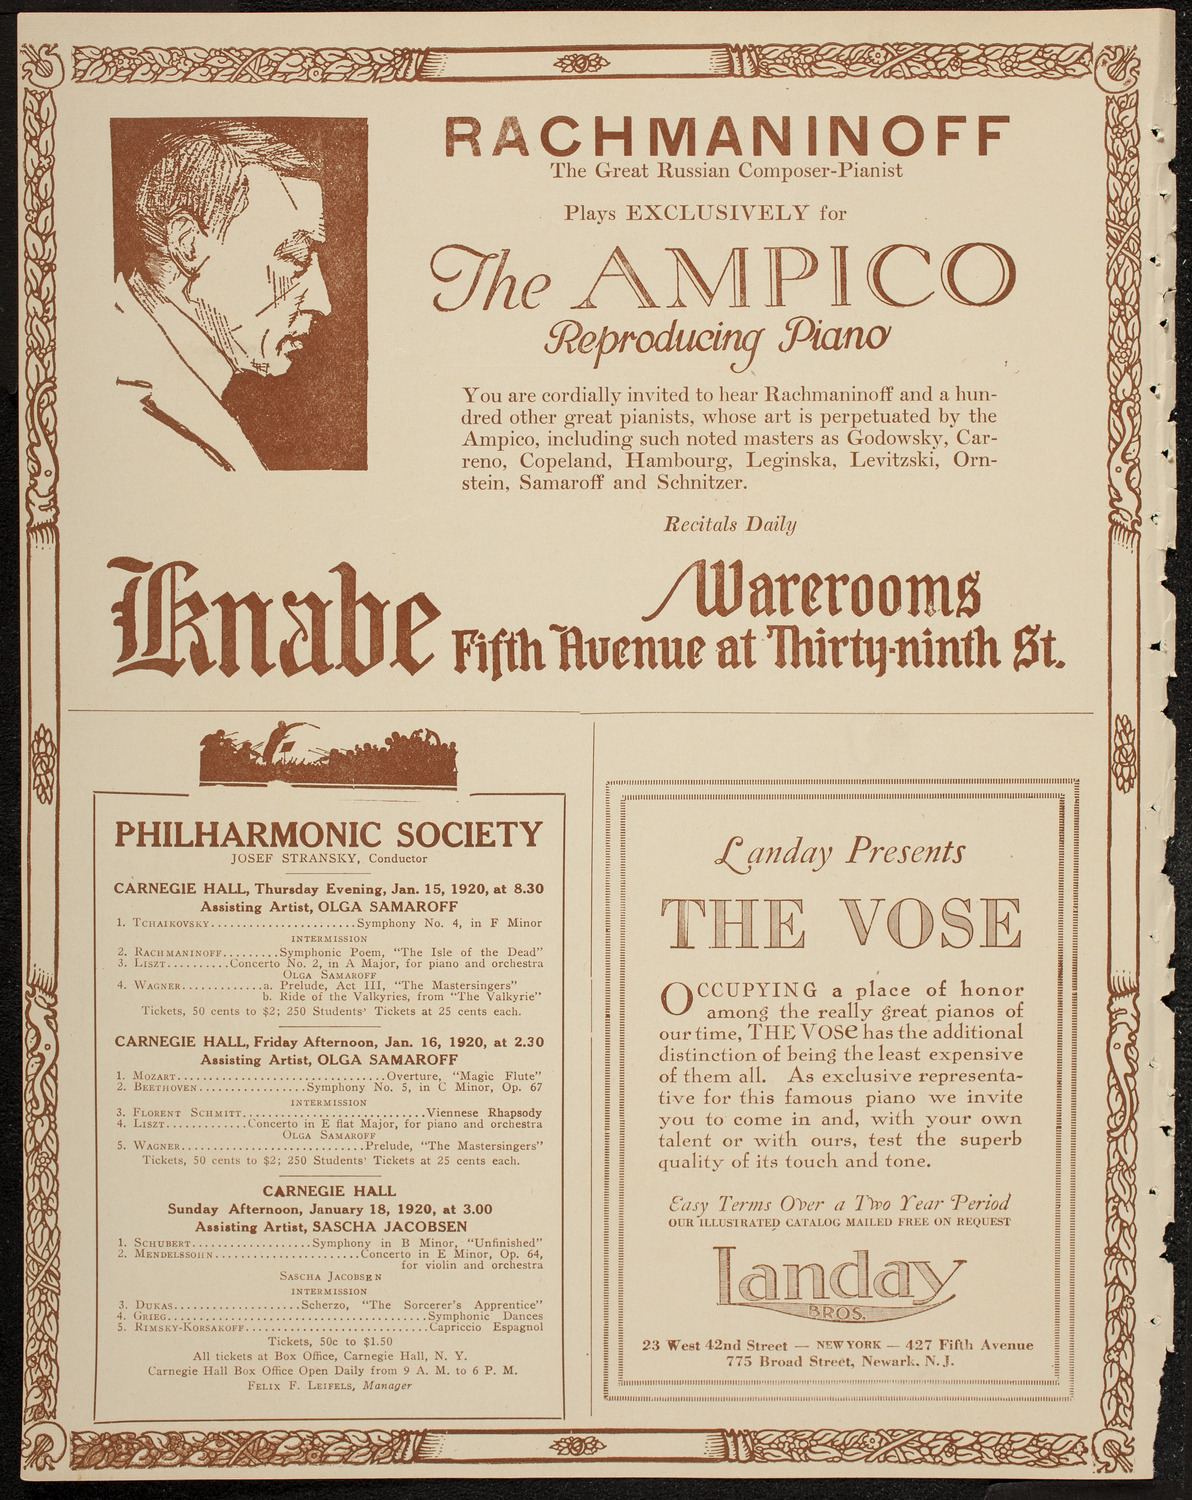 RACHMANINOFF
The Great Russian Composer-Pianist
Plays EXCLUSIVELY for
The AMPICO
Reproducing Piano
You are cordially invited to hear Rachmaninoff and a hun-
dred other great pianists, whose art is perpetuated by the
Ampico, including such noted masters as Godowsky, Car-
reno, Copeland, Hambourg, Leginska, Levitzski, Orn-
stein, Samaroff and Schnitzer.
Recitals Daily
Knabe Warerooms
Fifth Avenue at Thirty-ninth St.
PHILHARMONIC SOCIETY
JOSEF STRANSKY, Conductor
CARNEGIE HALL, Thursday Evening, Jan. 15, 1920, at 8.30
Assisting Artist, OLGA SAMAROFF
1. TCHAIKOVSKY.......................Symphony No. 4, in F Minor
INTERMISSION
2. RACHMANINOFF.........Symphonic Poem, "The Isle of the Dead"
3. LISZT..........Concerto No. 2, in A Major, for piano and orchestra
OLGA SAMAROFF
4. WAGNER............a. Prelude, Act III, "The Mastersingers"
b. Ride of the Valkyries, from "The Valkyrie"
Tickets, 50 cents to $2; 250 Students' Tickets at 25 cents each.
CARNEGIE HALL, Friday Afternoon, Jan. 16, 1920, at 2.30
Assisting Artist, OLGA SAMAROFF
1. MOZART................................Overture, "Magic Flute"
2. BEETHOVEN................Symphony No. 5, in C Minor, Op. 67
INTERMISSION
3. FLORENT SCHMITT............................Viennese Rhapsody
4. LISZT.............Concerto in E flat Major, for piano and orchestra
OLGA SAMAROFF
5. WAGNER............................Prelude, "The Mastersingers"
Tickets, 50 cents to $2; 250 Students' Tickets at 25 cents each.
CARNEGIE HALL
Sunday Afternoon, January 18, 1920, at 3.00
Assisting Artist, SASCHA JACOBSEN
1. SCHUBERT...................Symphony in B Minor, "Unfinished"
2. MENDELSSOHN.......................Concerto in E Minor, Op. 64,
for violin and orchestra
SASCHA JACOBSEN
INTERMISSION
3. DUKAS....................Scherzo, "The Sorcerer's Apprentice"
4. GRIEG........................................Symphonic Dances
5. RIMSKY-KORSAKOFF............................Capriccio Espagnol
Tickets, 50c to $1.50
All tickets at Box Office, Carnegie Hall, N. Y.
Carnegie Hall Box Office Open Daily from 9 A. M. to 6 P. M.
FELIX F. LEIFELS, Manager
Landay Presents
THE VOSE
OCCUPYING a place of honor
among the really great pianos of
our time, THE VOSE has the additional
distinction of being the least expensive
of them all. As exclusive representa-
tive for this famous piano we invite
you to come in and, with your own
talent or with ours, test the superb
quality of its touch and tone.
Easy Terms Over a Two Year Period
OUR ILLUSTRATED CATALOG MAILED FREE ON REQUEST
Landay
BROS.
23 West 42nd Street — NEW YORK — 427 Fifth Avenue
775 Broad Street, Newark, N. J.